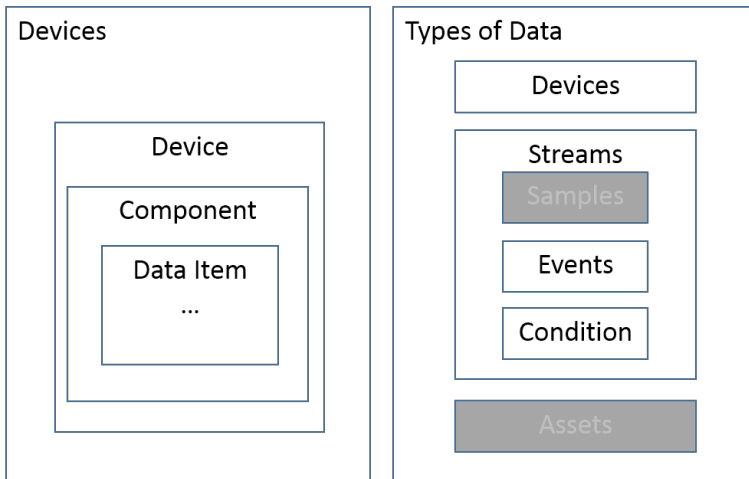 Devices
Device
Component
Data Item
...
Types of Data
Devices
Streams
Samples
Events
Condition
Assets